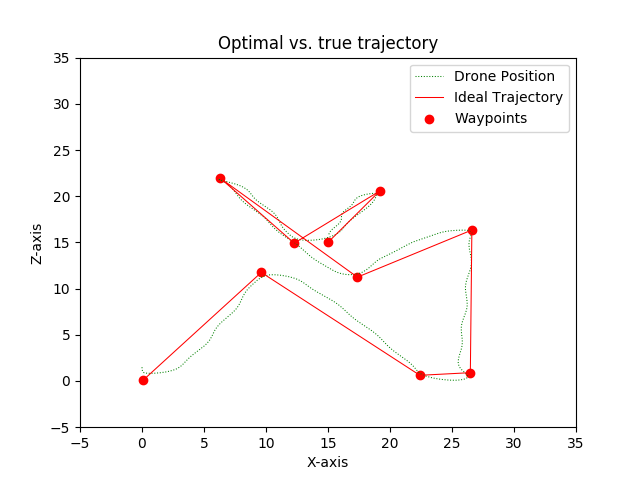 Optimal vs. true trajectory
Drone Position
Ideal Trajectory
Waypoints
Z-axis
35
30
25
20
15
10
5
0
−5
−5 0 5 10 15 20 25 30 35
X-axis